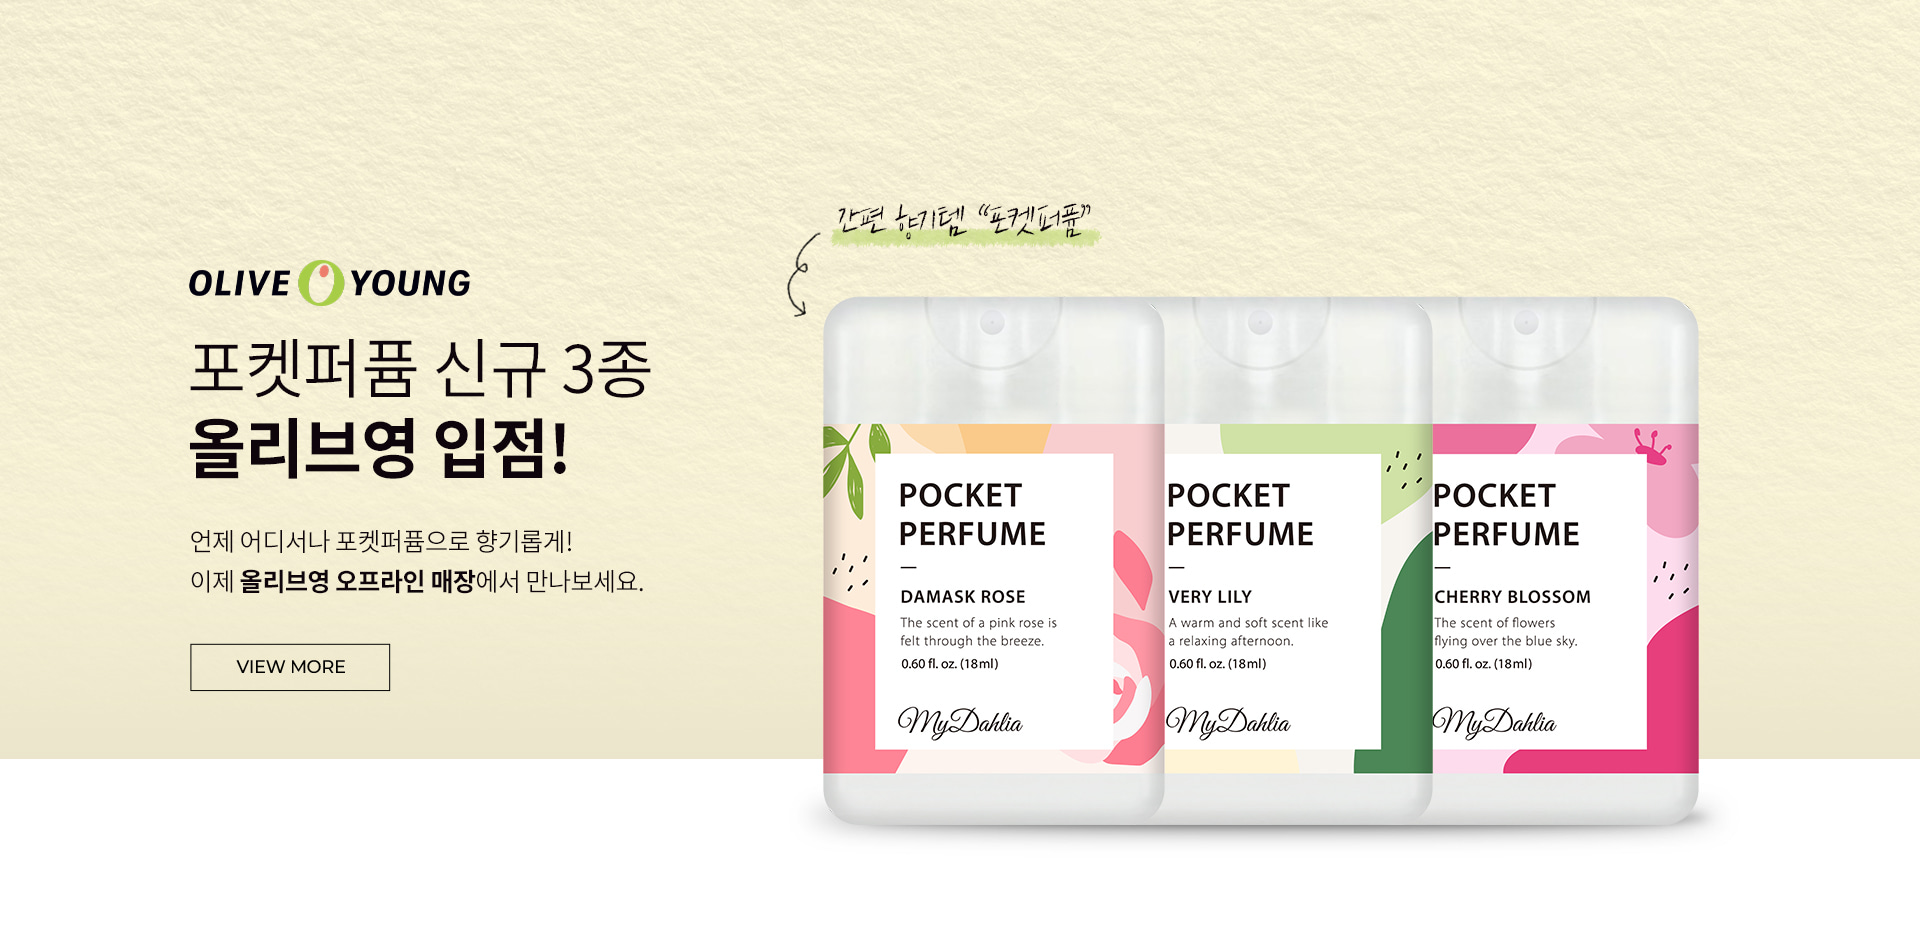 OLIVE YOUNG
포켓퍼퓸 신규 3종
올리브영 입점!
언제 어디서나 포켓퍼퓸으로 향기롭게!
이제 올리브영 오프라인 매장에서 만나보세요.
VIEW MORE
간편 향기템 “포켓퍼퓸”
POCKET
PERFUME
DAMASK ROSE
The scent of a pink rose is
felt through the breeze.
0.60 fl. oz. (18ml)
MyDahlia
POCKET
PERFUME
VERY LILY
A warm and soft scent like
a relaxing afternoon.
0.60 fl. oz. (18ml)
MyDahlia
POCKET
PERFUME
CHERRY BLOSSOM
The scent of flowers
flying over the blue sky.
0.60 fl. oz. (18ml)
MyDahlia